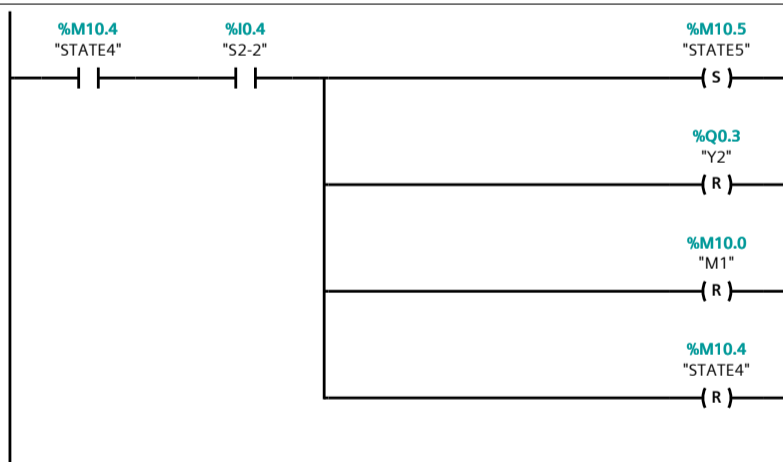 %M10.4
"STATE4"
%I0.4
"S2-2"
%M10.5
"STATE5"
S
%Q0.3
"Y2"
R
%M10.0
"M1"
R
%M10.4
"STATE4"
R